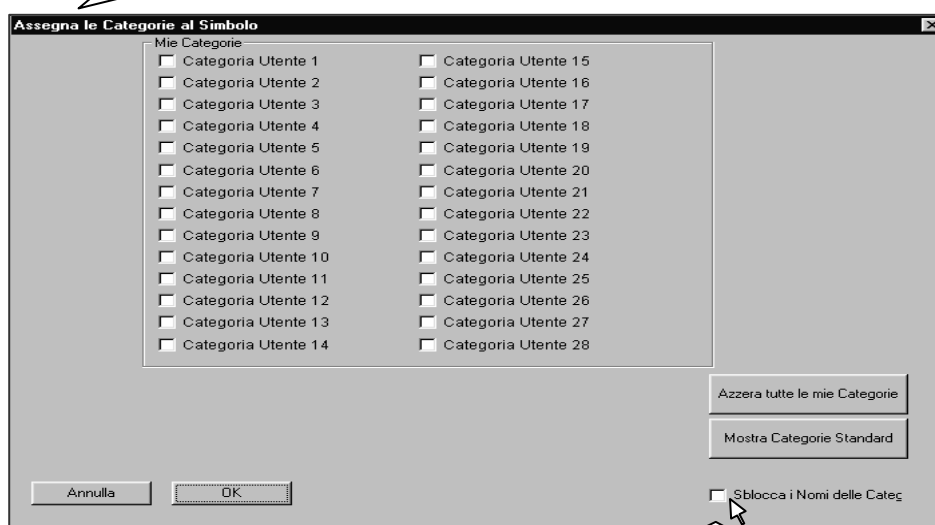 Assegna le Categorie al Simbolo
Mie Categorie
Categoria Utente 1
Categoria Utente 2
Categoria Utente 3
Categoria Utente 4
Categoria Utente 5
Categoria Utente 6
Categoria Utente 7
Categoria Utente 8
Categoria Utente 9
Categoria Utente 10
Categoria Utente 11
Categoria Utente 12
Categoria Utente 13
Categoria Utente 14
Categoria Utente 15
Categoria Utente 16
Categoria Utente 17
Categoria Utente 18
Categoria Utente 19
Categoria Utente 20
Categoria Utente 21
Categoria Utente 22
Categoria Utente 23
Categoria Utente 24
Categoria Utente 25
Categoria Utente 26
Categoria Utente 27
Categoria Utente 28
Azzera tutte le mie Categorie
Mostra Categorie Standard
Annulla
OK
Sblocca i Nomi delle Categ